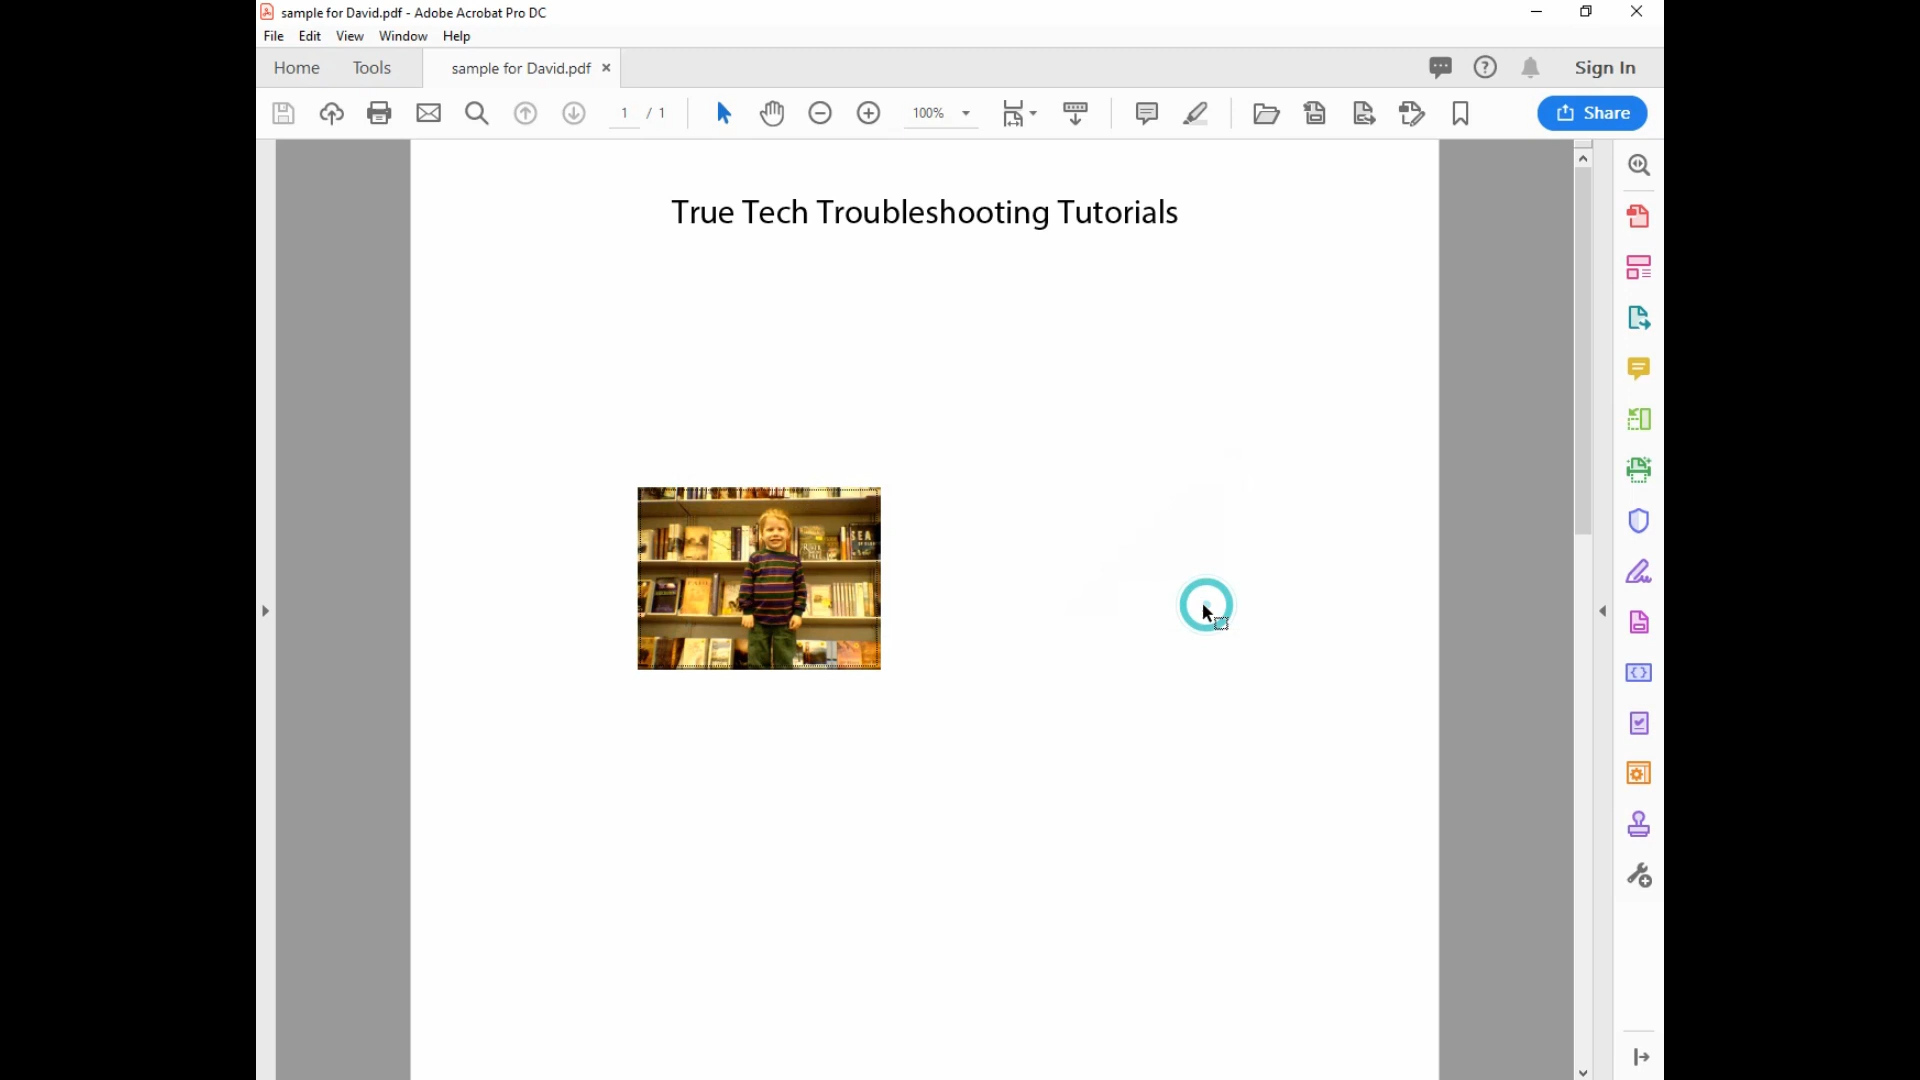 sample for David.pdf - Adobe Acrobat Pro DC
File Edit View Window Help
Home Tools sample for David.pdf × Sign In
1 / 1 100% Share
True Tech Troubleshooting Tutorials
SEA